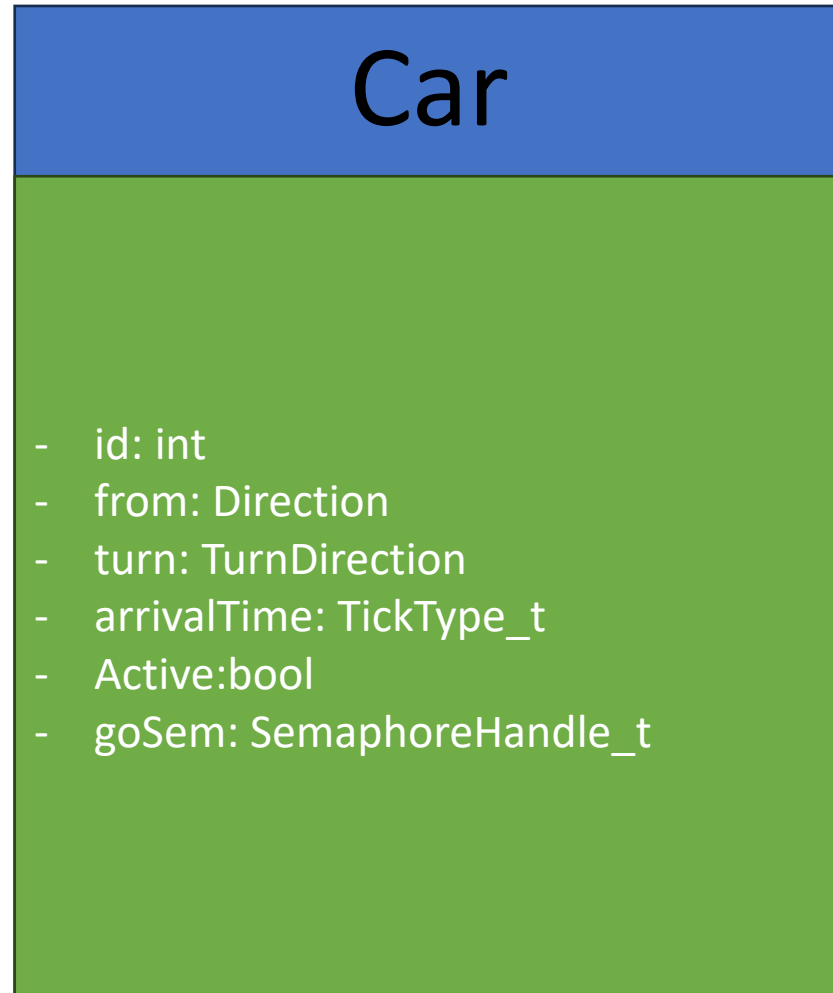 Car
- id: int
- from: Direction
- turn: TurnDirection
- arrivalTime: TickType_t
- Active:bool
- goSem: SemaphoreHandle_t